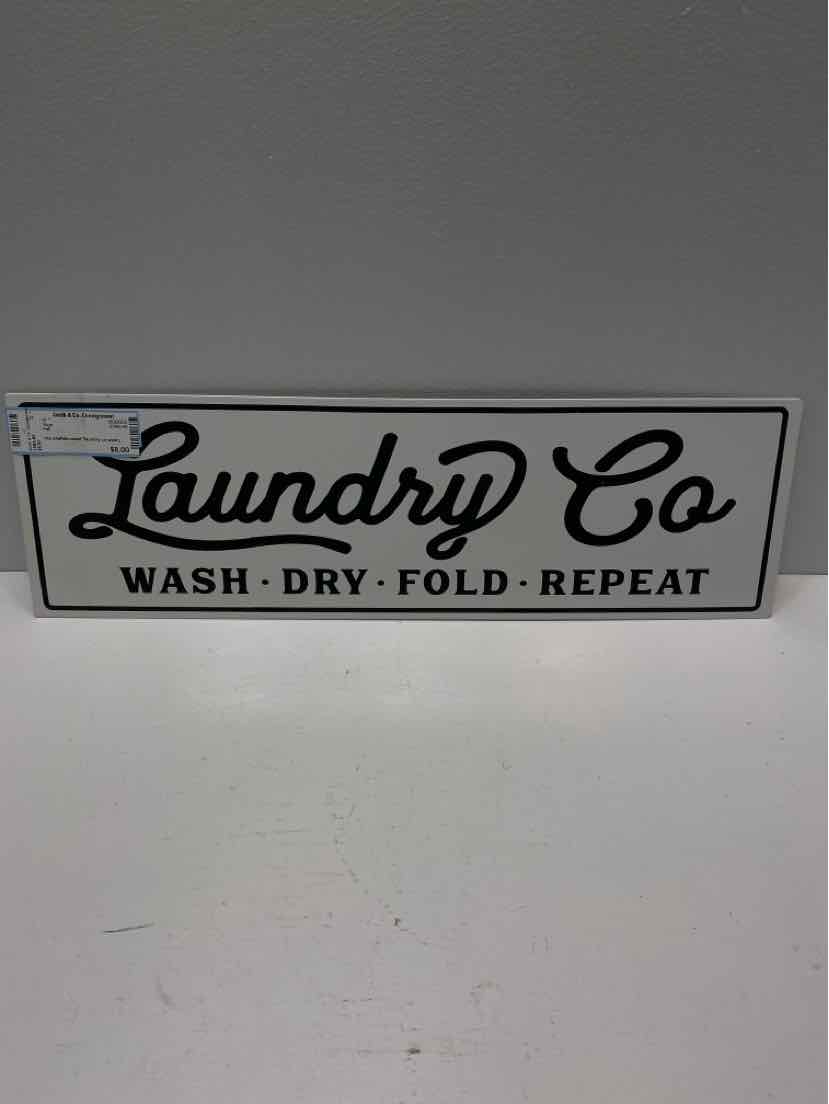 $8.00
Laundry Co
WASH · DRY · FOLD · REPEAT